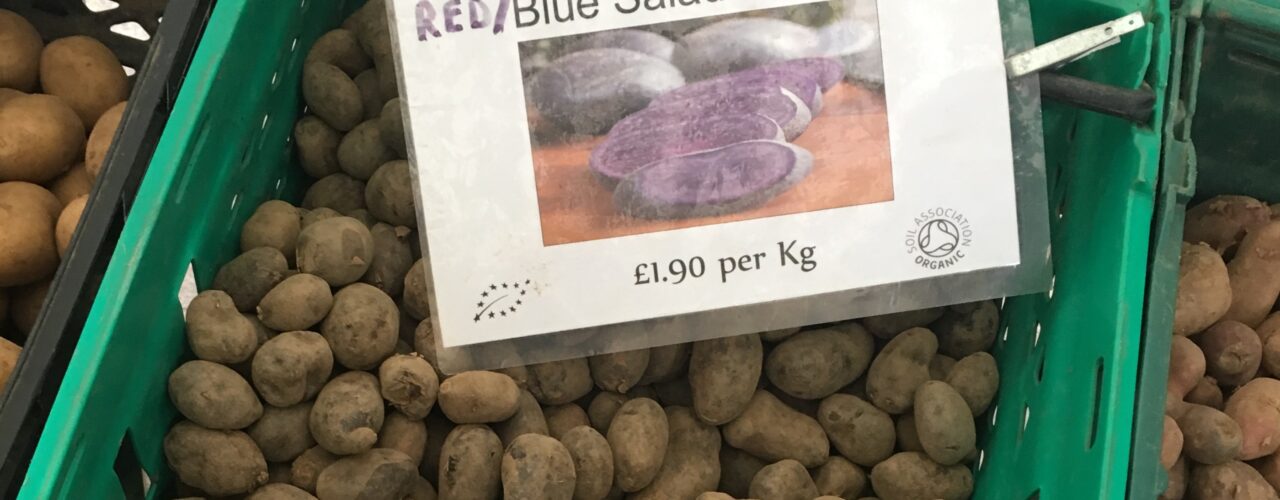 RED/Blue Salad
£1.90 per Kg
SOIL ASSOCIATION
ORGANIC